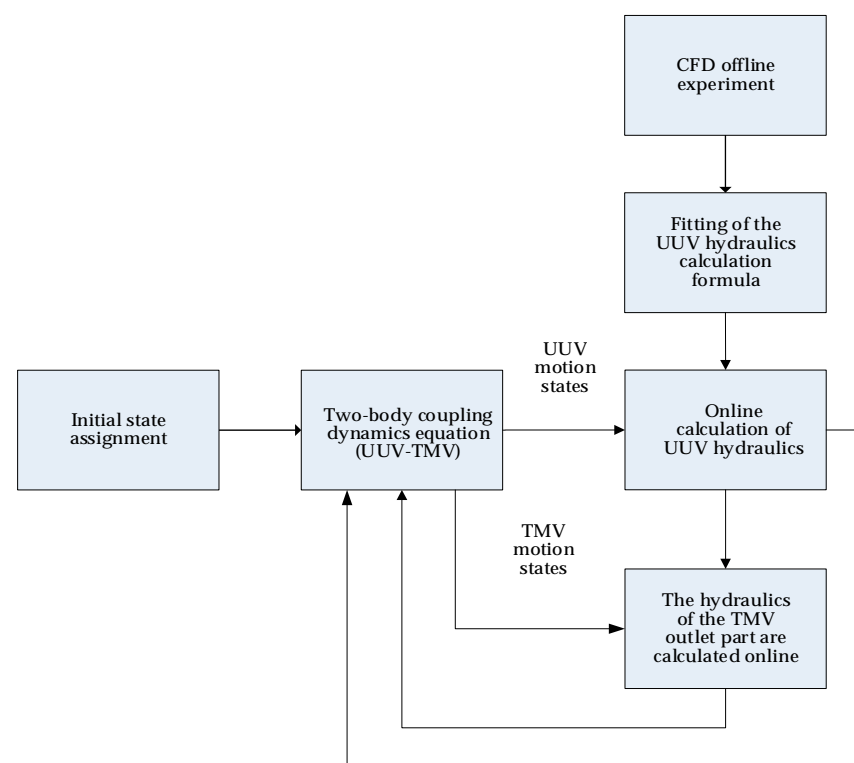 CFD offline
experiment
Fitting of the
UUV hydraulics
calculation
formula
UUV
motion
states
Initial state
assignment
Two-body coupling
dynamics equation
(UUV-TMV)
Online
calculation of
UUV hydraulics
TMV
motion
states
The hydraulics
of the TMV
outlet part are
calculated online